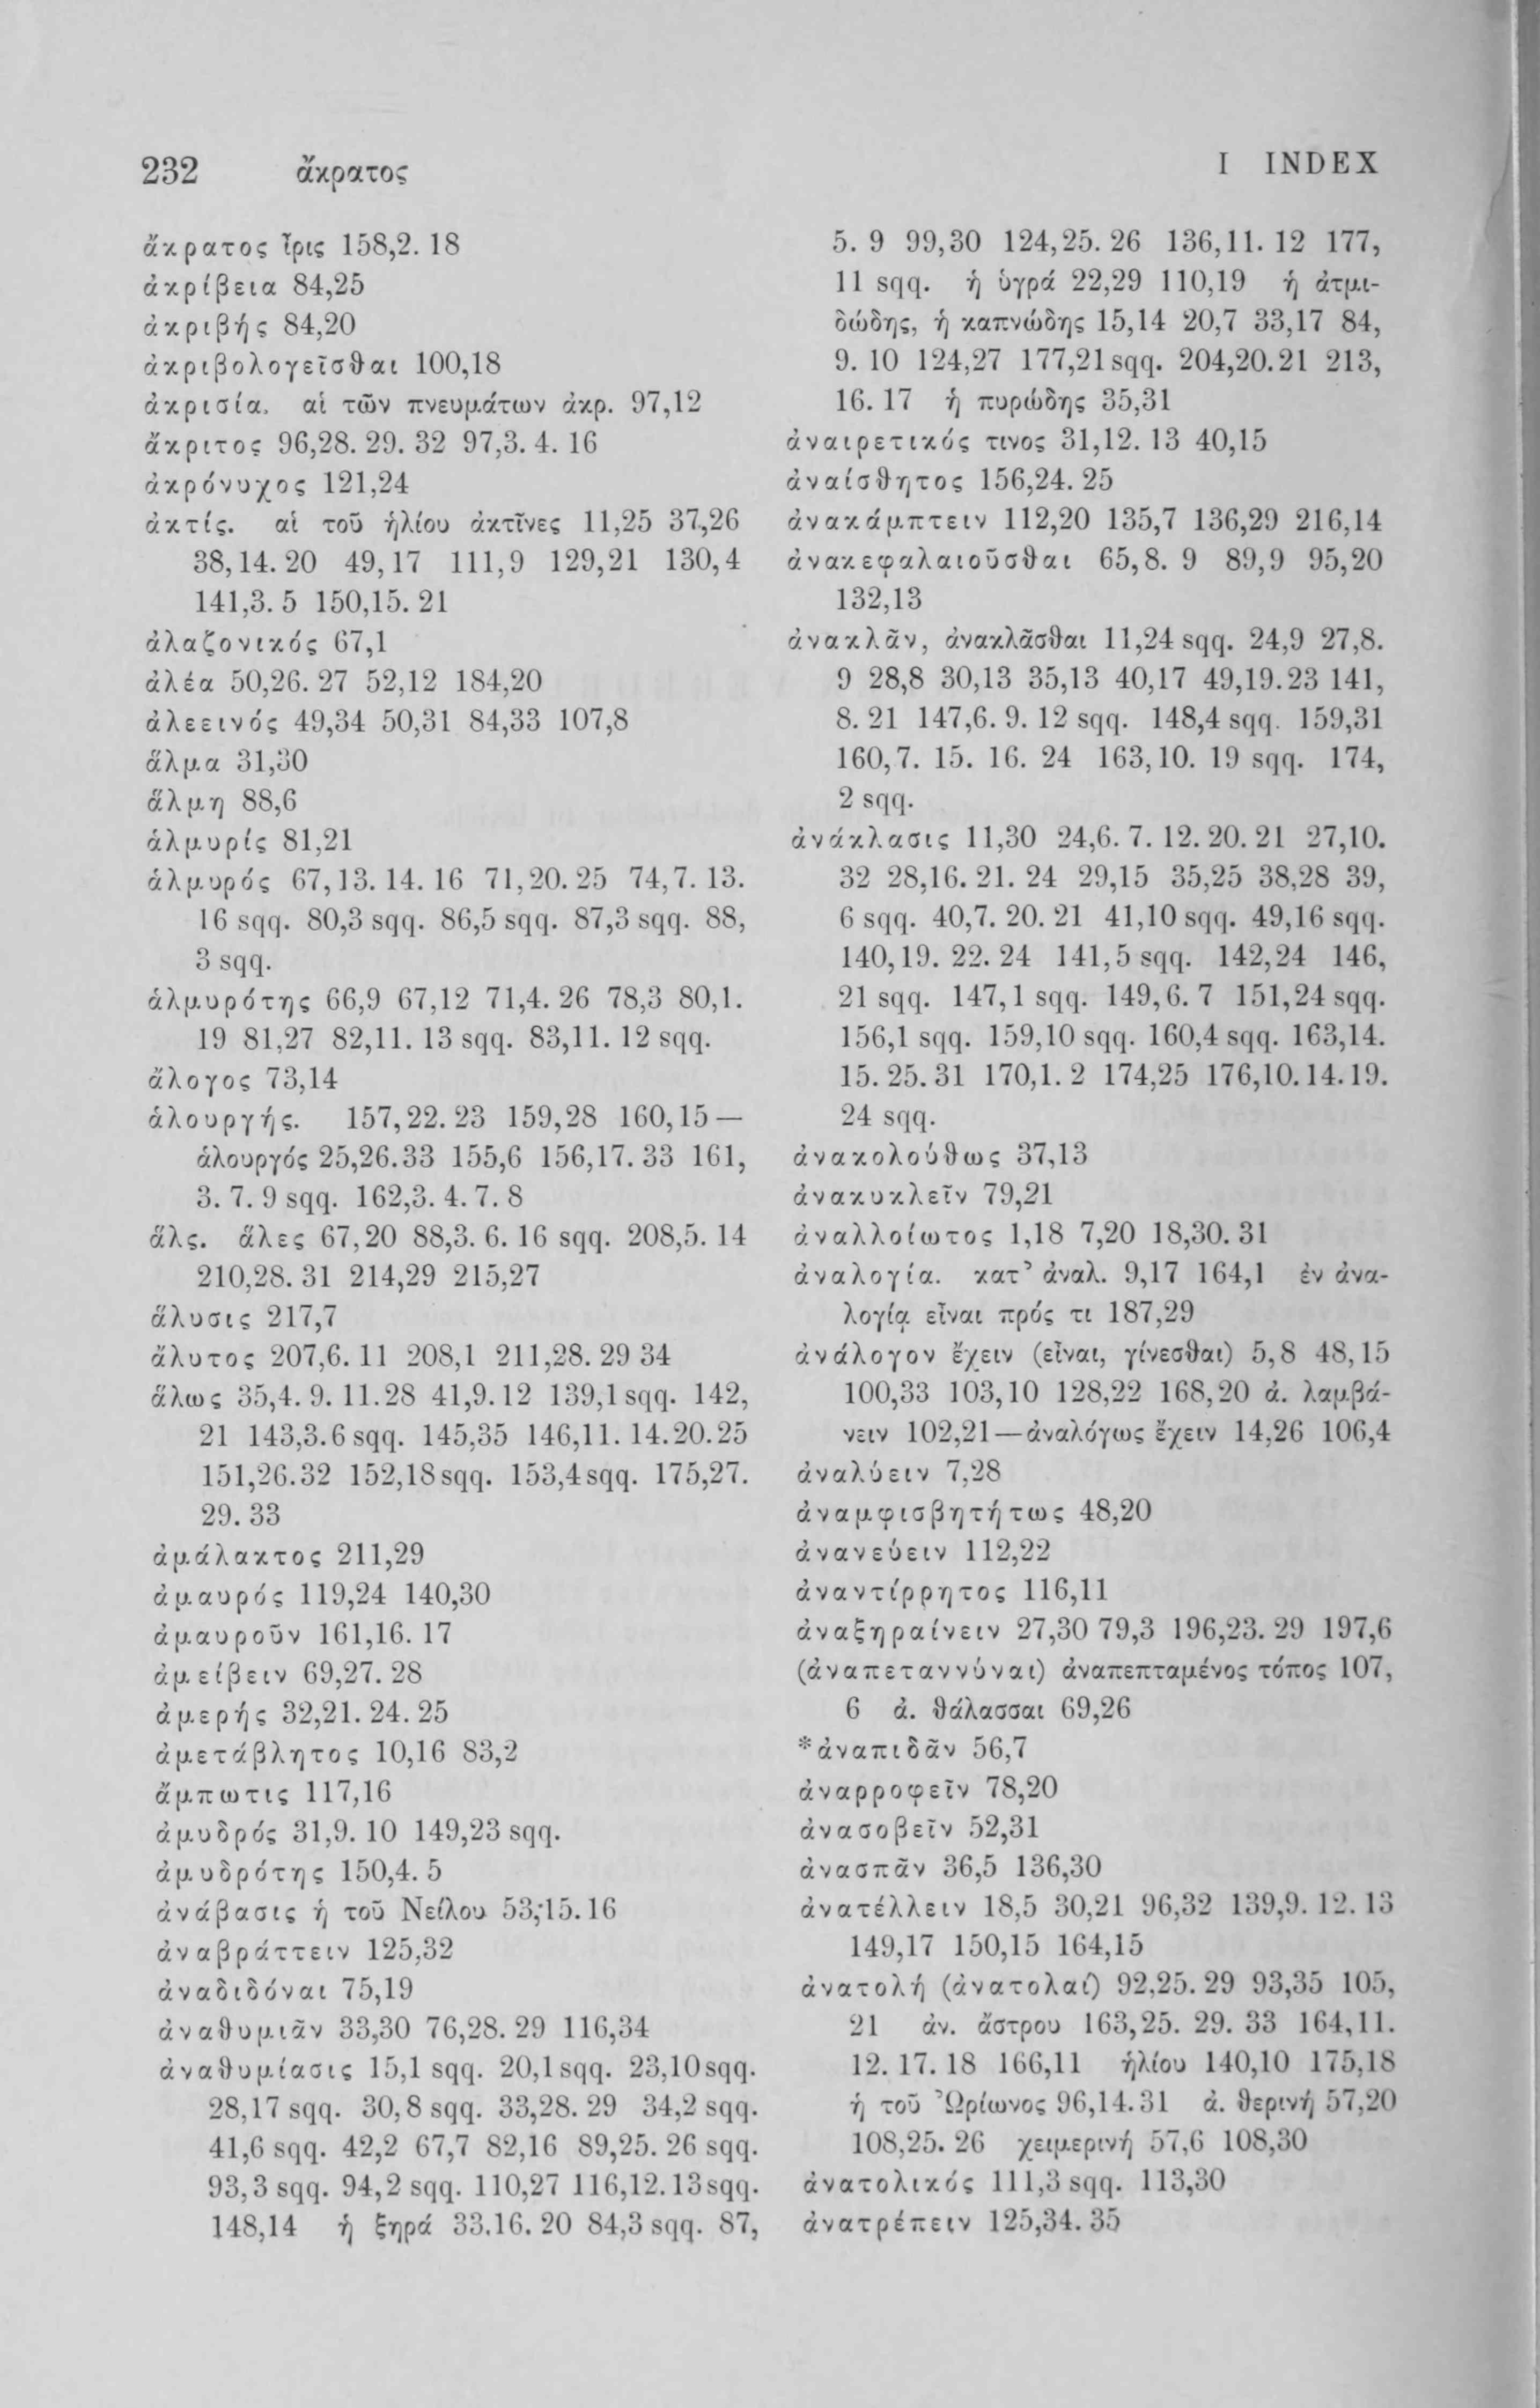 232 ἄκρατος I INDEX
ἄκρατος ἶρις 158,2. 18
ἀκρίβεια 84,25
ἀκριβής 84,20
ἀκριβολογεῖσθαι 100,18
ἀκρισία. αἱ τῶν πνευμάτων ἀκρ. 97,12
ἄκριτος 96,28. 29. 32 97,3. 4. 16
ἀκρόνυχος 121,24
ἀκτίς. αἱ τοῦ ἡλίου ἀκτῖνες 11,25 37,26
38,14. 20 49,17 111,9 129,21 130,4
141,3. 5 150,15. 21
ἀλαζονικός 67,1
ἀλέα 50,26. 27 52,12 184,20
ἀλεεινός 49,34 50,31 84,33 107,8
ἅλμα 31,30
ἅλμη 88,6
ἁλμυρίς 81,21
ἁλμυρός 67,13. 14. 16 71,20. 25 74,7. 13.
16 sqq. 80,3 sqq. 86,5 sqq. 87,3 sqq. 88,
3 sqq.
ἁλμυρότης 66,9 67,12 71,4. 26 78,3 80,1.
19 81,27 82,11. 13 sqq. 83,11. 12 sqq.
ἄλογος 73,14
ἁλουργής. 157,22. 23 159,28 160,15 —
ἁλουργός 25,26. 33 155,6 156,17. 33 161,
3. 7. 9 sqq. 162,3. 4. 7. 8
ἅλς. ἅλες 67,20 88,3. 6. 16 sqq. 208,5. 14
210,28. 31 214,29 215,27
ἅλυσις 217,7
ἄλυτος 207,6. 11 208,1 211,28. 29 34
ἅλως 35,4. 9. 11. 28 41,9. 12 139,1 sqq. 142,
21 143,3. 6 sqq. 145,35 146,11. 14. 20. 25
151,26. 32 152,18 sqq. 153,4 sqq. 175,27.
29. 33
ἀμάλακτος 211,29
ἀμαυρός 119,24 140,30
ἀμαυροῦν 161,16. 17
ἀμείβειν 69,27. 28
ἀμερής 32,21. 24. 25
ἀμετάβλητος 10,16 83,2
ἄμπωτις 117,16
ἀμυδρός 31,9. 10 149,23 sqq.
ἀμυδρότης 150,4. 5
ἀνάβασις ἡ τοῦ Νείλου 53,15. 16
ἀναβράττειν 125,32
ἀναδιδόναι 75,19
ἀναθυμιᾶν 33,30 76,28. 29 116,34
ἀναθυμίασις 15,1 sqq. 20,1 sqq. 23,10 sqq.
28,17 sqq. 30,8 sqq. 33,28. 29 34,2 sqq.
41,6 sqq. 42,2 67,7 82,16 89,25. 26 sqq.
93,3 sqq. 94,2 sqq. 110,27 116,12. 13 sqq.
148,14 ἡ ξηρά 33,16. 20 84,3 sqq. 87,
5. 9 99,30 124,25. 26 136,11. 12 177,
11 sqq. ἡ ὑγρά 22,29 110,19 ἡ ἀτμι-
δώδης, ἡ καπνώδης 15,14 20,7 33,17 84,
9. 10 124,27 177,21 sqq. 204,20. 21 213,
16. 17 ἡ πυρώδης 35,31
ἀναιρετικός τινος 31,12. 13 40,15
ἀναίσθητος 156,24. 25
ἀνακάμπτειν 112,20 135,7 136,29 216,14
ἀνακεφαλαιοῦσθαι 65,8. 9 89,9 95,20
132,13
ἀνακλᾶν, ἀνακλᾶσθαι 11,24 sqq. 24,9 27,8.
9 28,8 30,13 35,13 40,17 49,19. 23 141,
8. 21 147,6. 9. 12 sqq. 148,4 sqq. 159,31
160,7. 15. 16. 24 163,10. 19 sqq. 174,
2 sqq.
ἀνάκλασις 11,30 24,6. 7. 12. 20. 21 27,10.
32 28,16. 21. 24 29,15 35,25 38,28 39,
6 sqq. 40,7. 20. 21 41,10 sqq. 49,16 sqq.
140,19. 22. 24 141,5 sqq. 142,24 146,
21 sqq. 147,1 sqq. 149,6. 7 151,24 sqq.
156,1 sqq. 159,10 sqq. 160,4 sqq. 163,14.
15. 25. 31 170,1. 2 174,25 176,10. 14. 19.
24 sqq.
ἀνακολούθως 37,13
ἀνακυκλεῖν 79,21
ἀναλλοίωτος 1,18 7,20 18,30. 31
ἀναλογία. κατ’ ἀναλ. 9,17 164,1 ἐν ἀνα-
λογίᾳ εἶναι πρός τι 187,29
ἀνάλογον ἔχειν (εἶναι, γίνεσθαι) 5,8 48,15
100,33 103,10 128,22 168,20 ἀ. λαμβά-
νειν 102,21 — ἀναλόγως ἔχειν 14,26 106,4
ἀναλύειν 7,28
ἀναμφισβητήτως 48,20
ἀνανεύειν 112,22
ἀναντίρρητος 116,11
ἀναξηραίνειν 27,30 79,3 196,23. 29 197,6
(ἀναπεταννύναι) ἀναπεπταμένος τόπος 107,
6 ἀ. θάλασσαι 69,26
*ἀναπιδᾶν 56,7
ἀναρροφεῖν 78,20
ἀνασοβεῖν 52,31
ἀνασπᾶν 36,5 136,30
ἀνατέλλειν 18,5 30,21 96,32 139,9. 12. 13
149,17 150,15 164,15
ἀνατολή (ἀνατολαί) 92,25. 29 93,35 105,
21 ἀν. ἄστρου 163,25. 29. 33 164,11.
12. 17. 18 166,11 ἡλίου 140,10 175,18
ἡ τοῦ Ὠρίωνος 96,14. 31 ἀ. θερινή 57,20
108,25. 26 χειμερινή 57,6 108,30
ἀνατολικός 111,3 sqq. 113,30
ἀνατρέπειν 125,34. 35